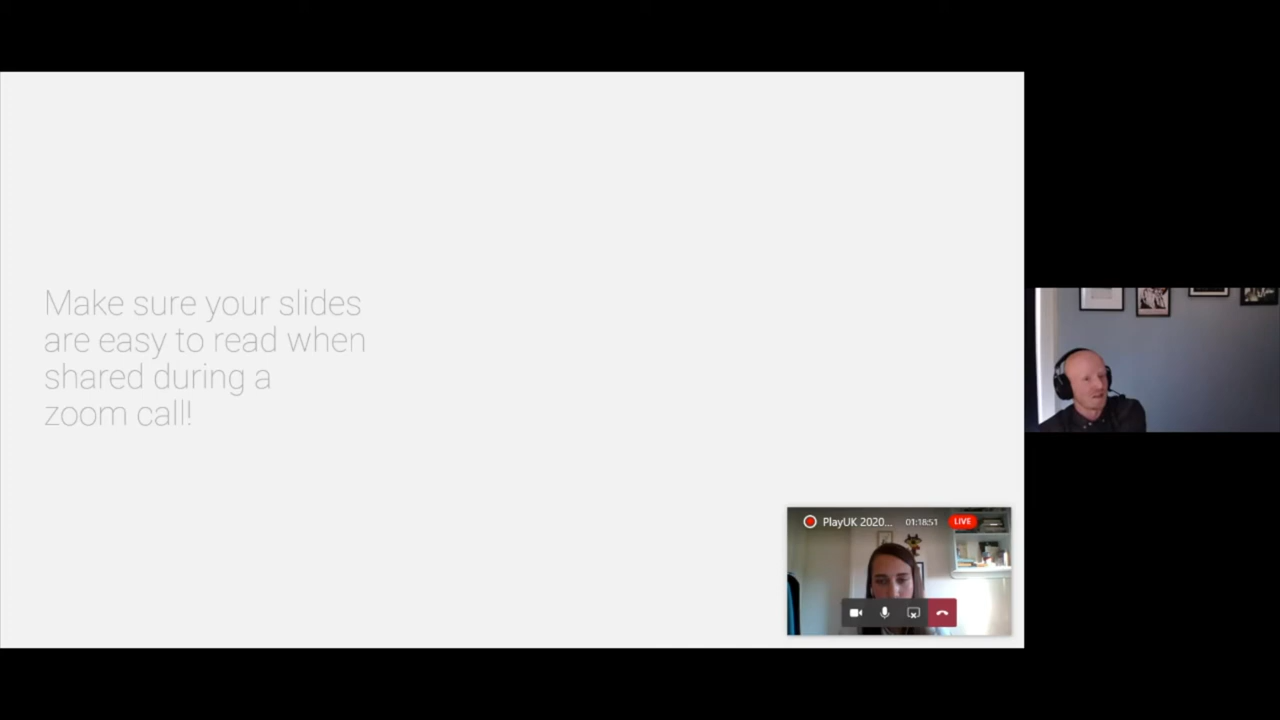 Make sure your slides
are easy to read when
shared during a
zoom call!
PlayUK 2020... 01:18:51 LIVE